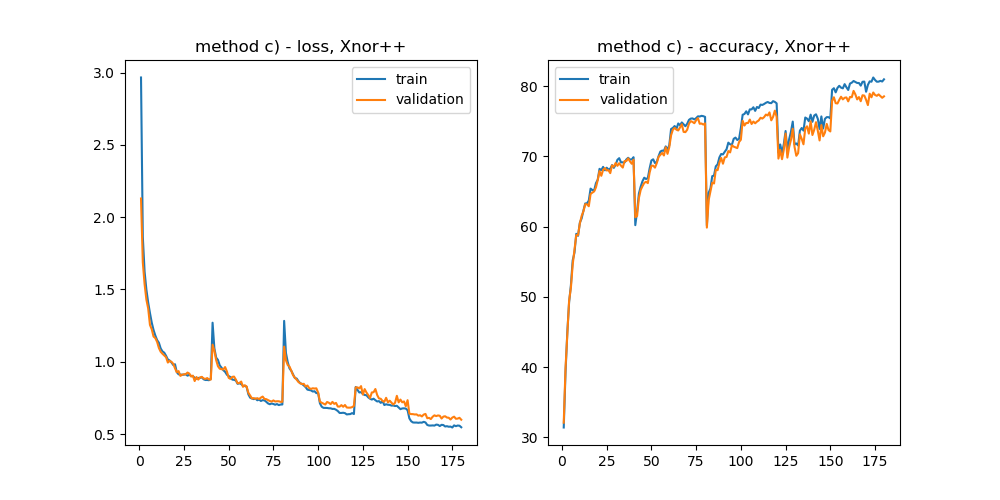 method c) - loss, Xnor++
train
validation
3.0
2.5
2.0
1.5
1.0
0.5
0 25 50 75 100 125 150 175
method c) - accuracy, Xnor++
train
validation
80
70
60
50
40
30
0 25 50 75 100 125 150 175